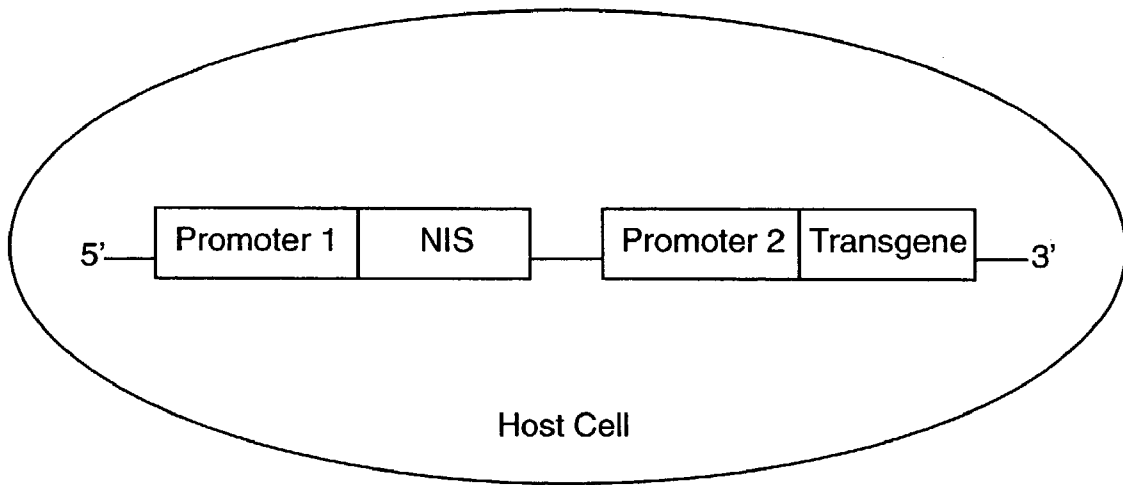 5’ Promoter 1 NIS Promoter 2 Transgene 3’
Host Cell